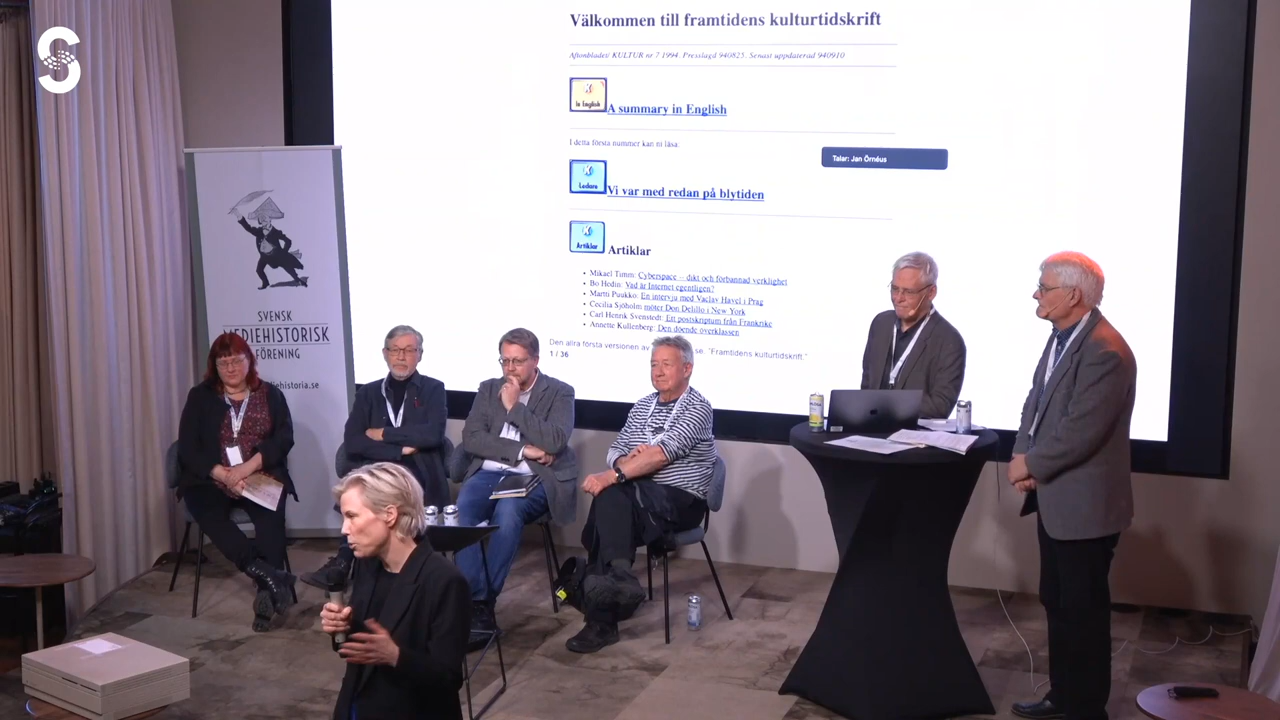 S
Välkommen till framtidens kulturtidskrift
Aftonbladet/ KULTUR nr 7 1994. Presslagd 940825. Senast uppdaterad 940910.
K
In English
A summary in English
I detta första nummer kan ni läsa:
Talar: Jan Örnéus
K
Ledare
Vi var med redan på blytiden
K
Artiklar
Artiklar
• Mikael Timm: Cyberspace -- dikt och förbannad verklighet
• Bo Hedin: Vad är Internet egentligen?
• Martti Puukko: En intervju med Vaclav Havel i Prag
• Cecilia Sjöholm möter Don Delillo i New York
• Carl Henrik Svenstedt: Ett postskriptum från Frankrike
• Annette Kullenberg: Den döende överklassen
Den allra första versionen av se. "Framtidens kulturtidskrift."
1 / 36
SVENSK
MEDIEHISTORISK
FÖRENING
diehistoria.se